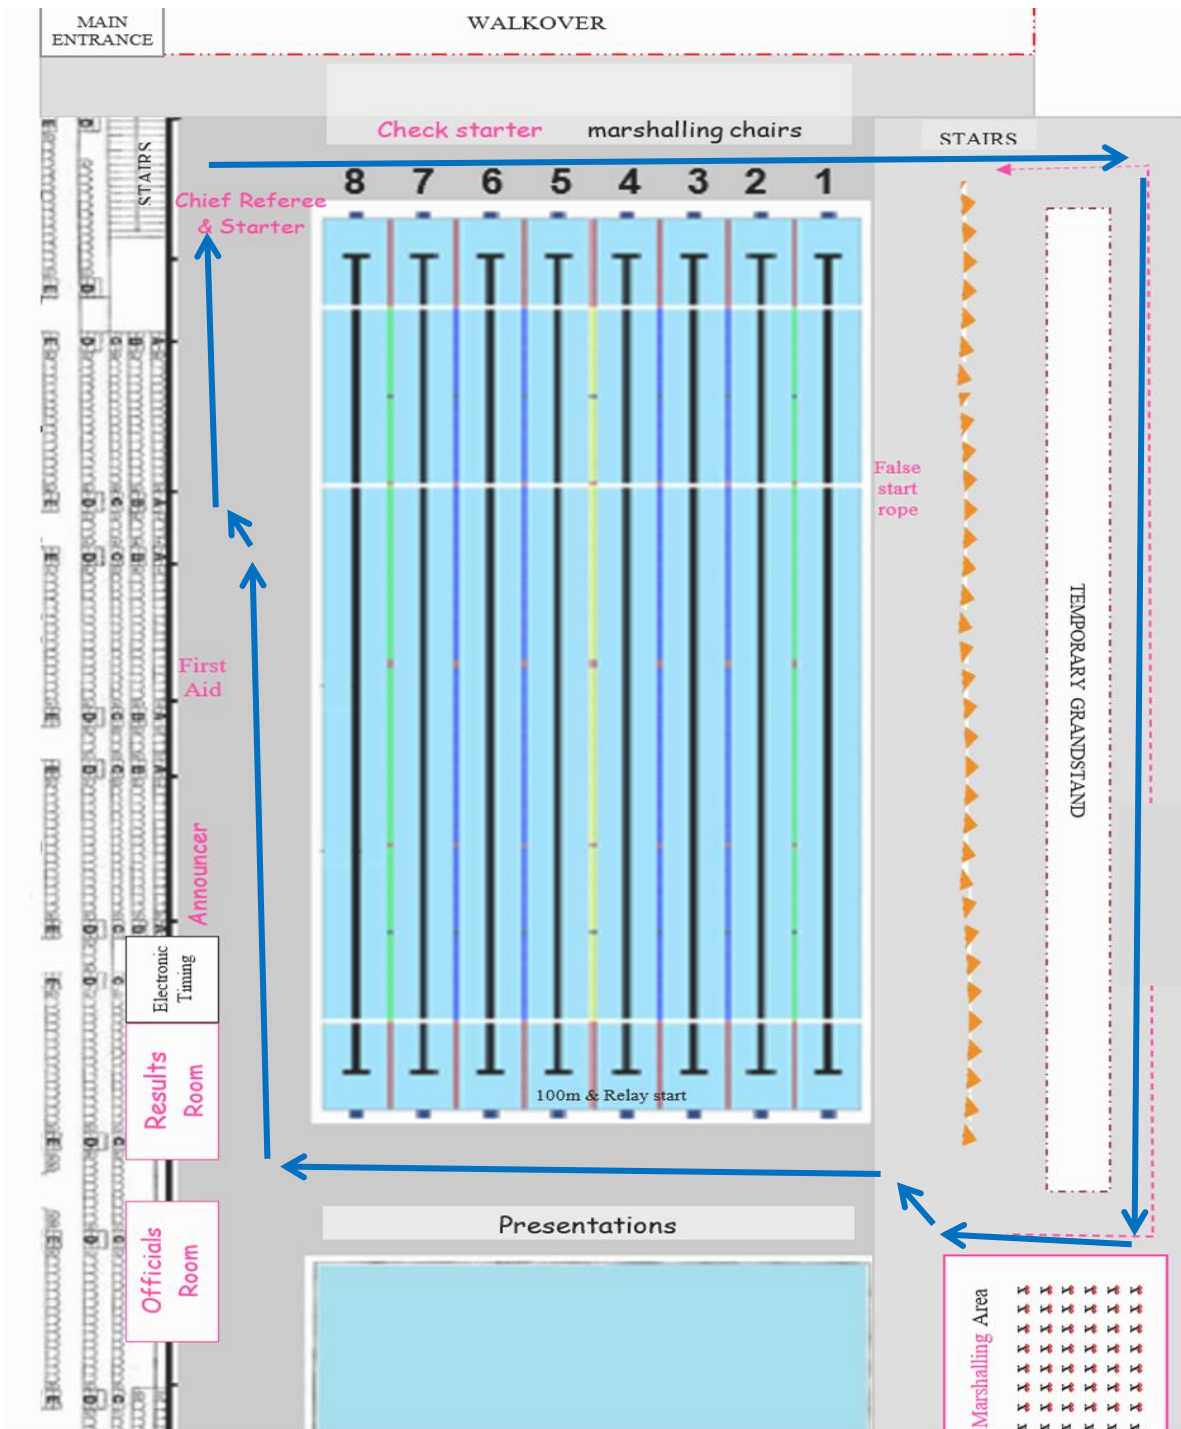 MAIN
ENTRANCE
WALKOVER
Check starter
marshalling chairs
STAIRS
STAIRS
8 7 6 5 4 3 2 1
Chief Referee
& Starter
False
start
rope
TEMPORARY GRANDSTAND
First
Aid
Announcer
Electronic
Timing
Results
Room
100m & Relay start
Officials
Room
Presentations
Marshalling Area